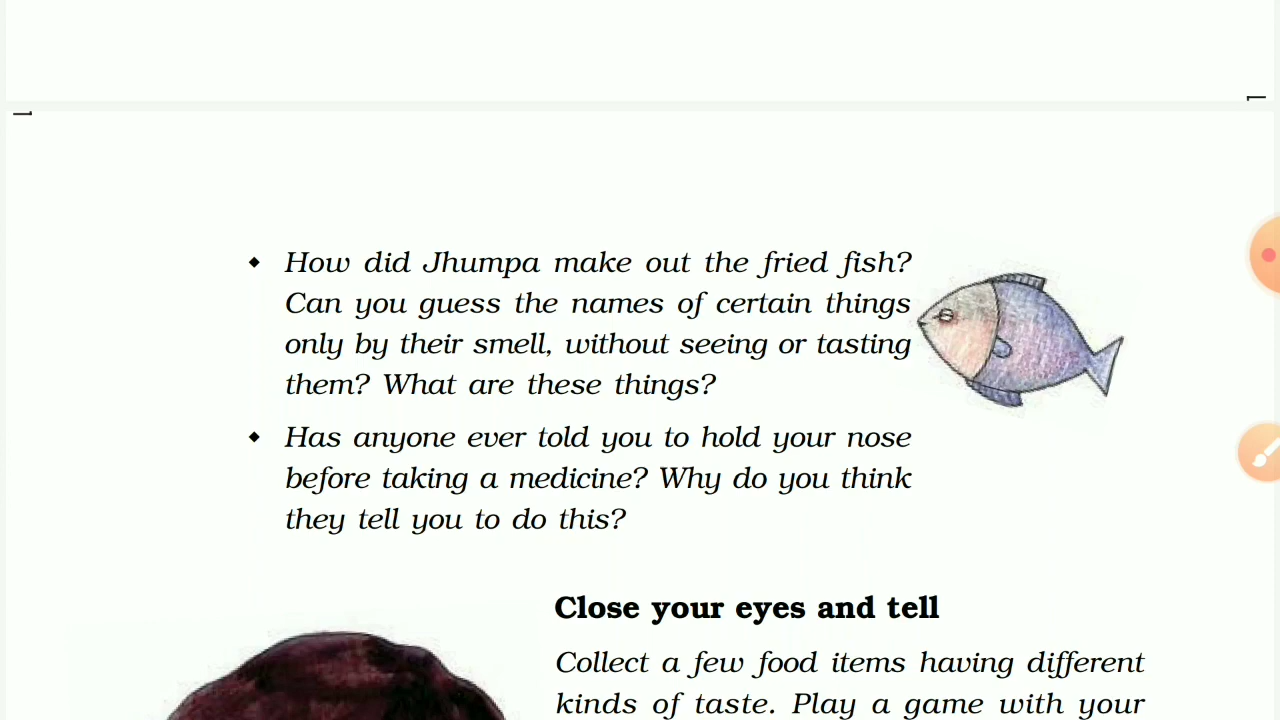 ◆ How did Jhumpa make out the fried fish?
Can you guess the names of certain things
only by their smell, without seeing or tasting
them? What are these things?
◆ Has anyone ever told you to hold your nose
before taking a medicine? Why do you think
they tell you to do this?
Close your eyes and tell
Collect a few food items having different
kinds of taste. Play a game with your